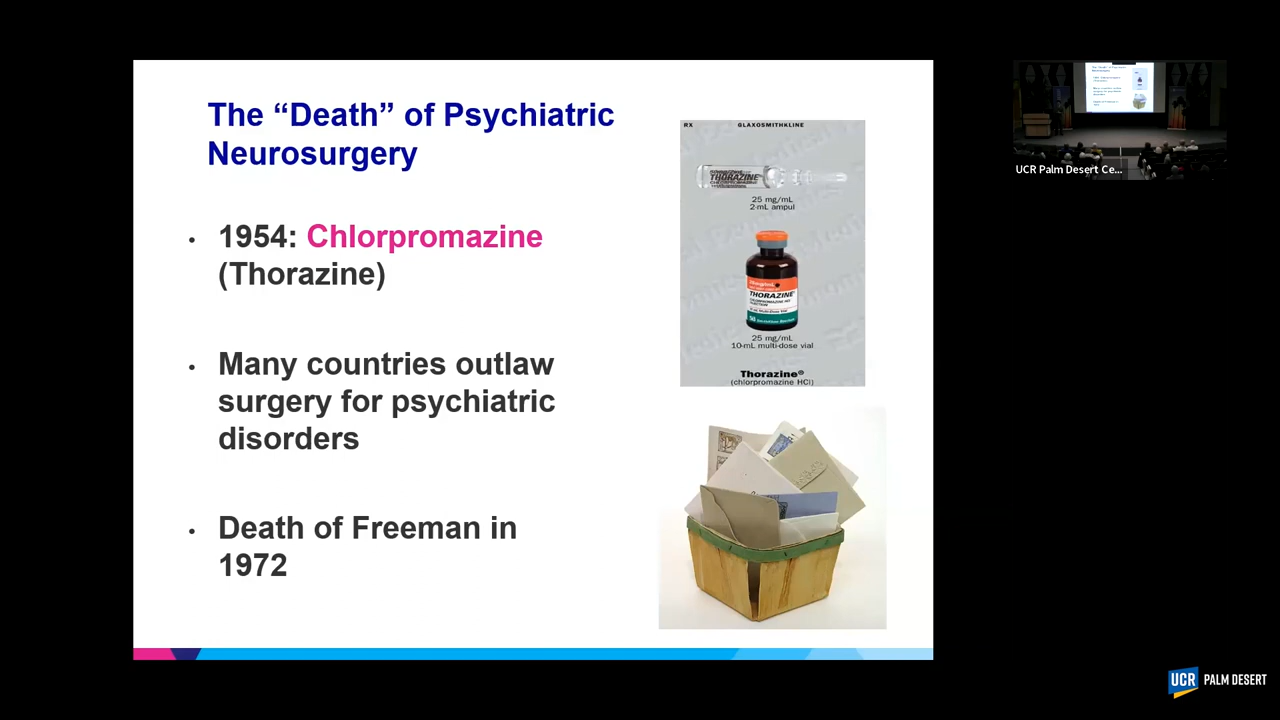 The “Death” of Psychiatric
Neurosurgery
• 1954: Chlorpromazine
(Thorazine)
• Many countries outlaw
surgery for psychiatric
disorders
• Death of Freeman in
1972
RX GLAXOSMITHKLINE
THORAZINE
25 mg/mL
2-mL ampul
THORAZINE
25 mg/mL
10-mL multi-dose vial
Thorazine®
(chlorpromazine HCl)
UCR Palm Desert Ce...
UCR PALM DESERT